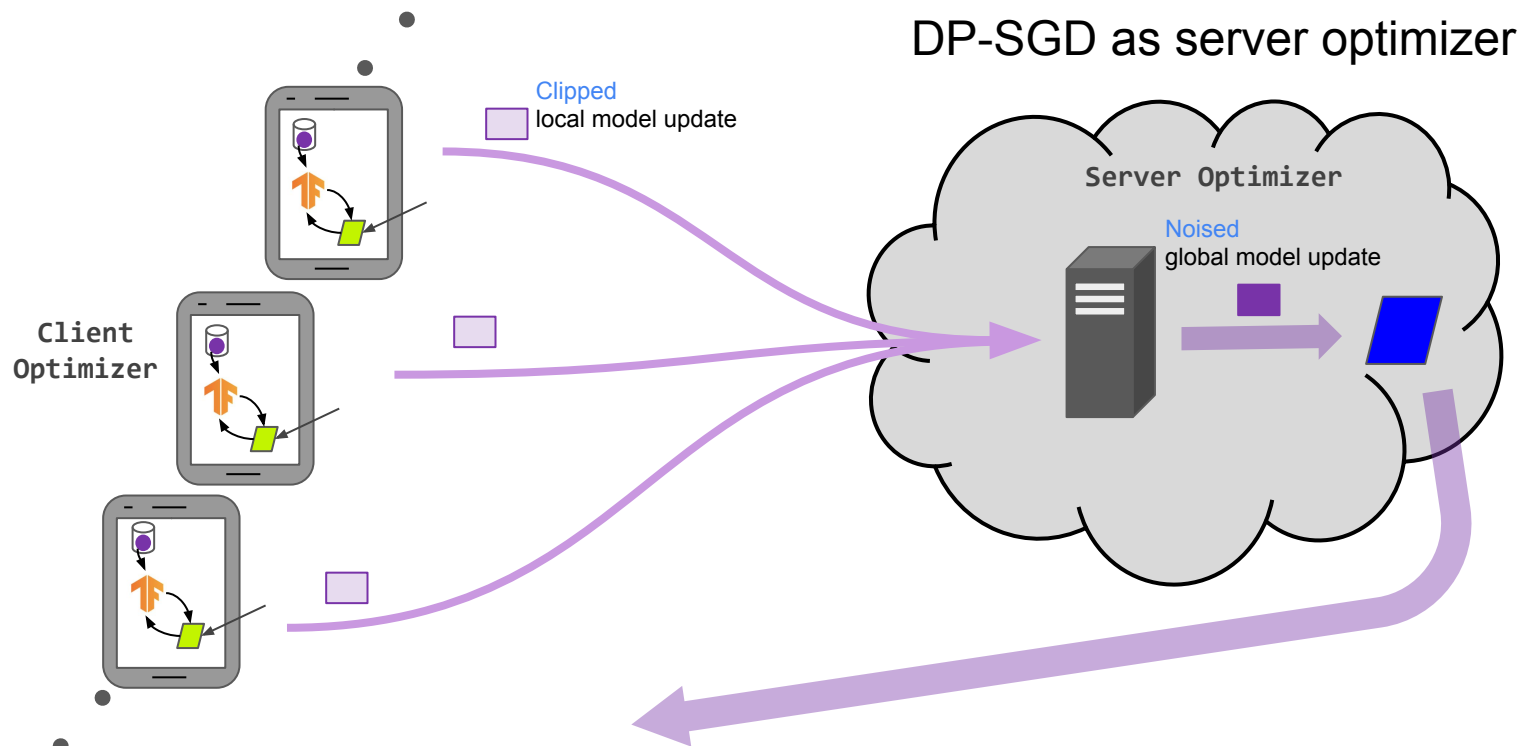 DP-SGD as server optimizer
Clipped
local model update
Server Optimizer
Noised
global model update
Client
Optimizer